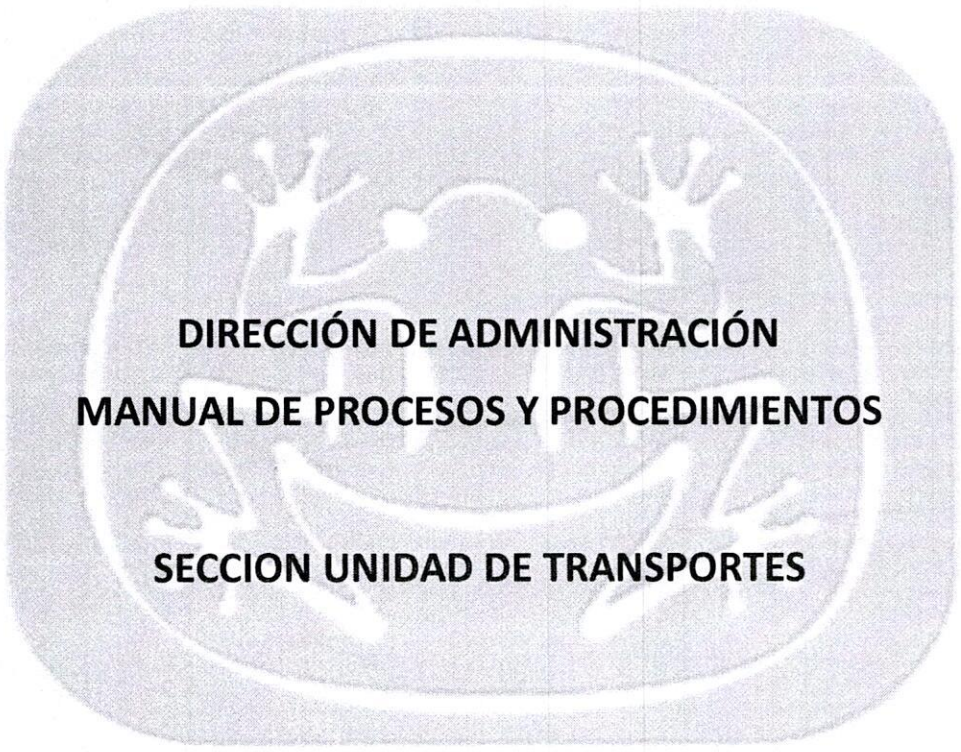 DIRECCIÓN DE ADMINISTRACIÓN
MANUAL DE PROCESOS Y PROCEDIMIENTOS
SECCION UNIDAD DE TRANSPORTES